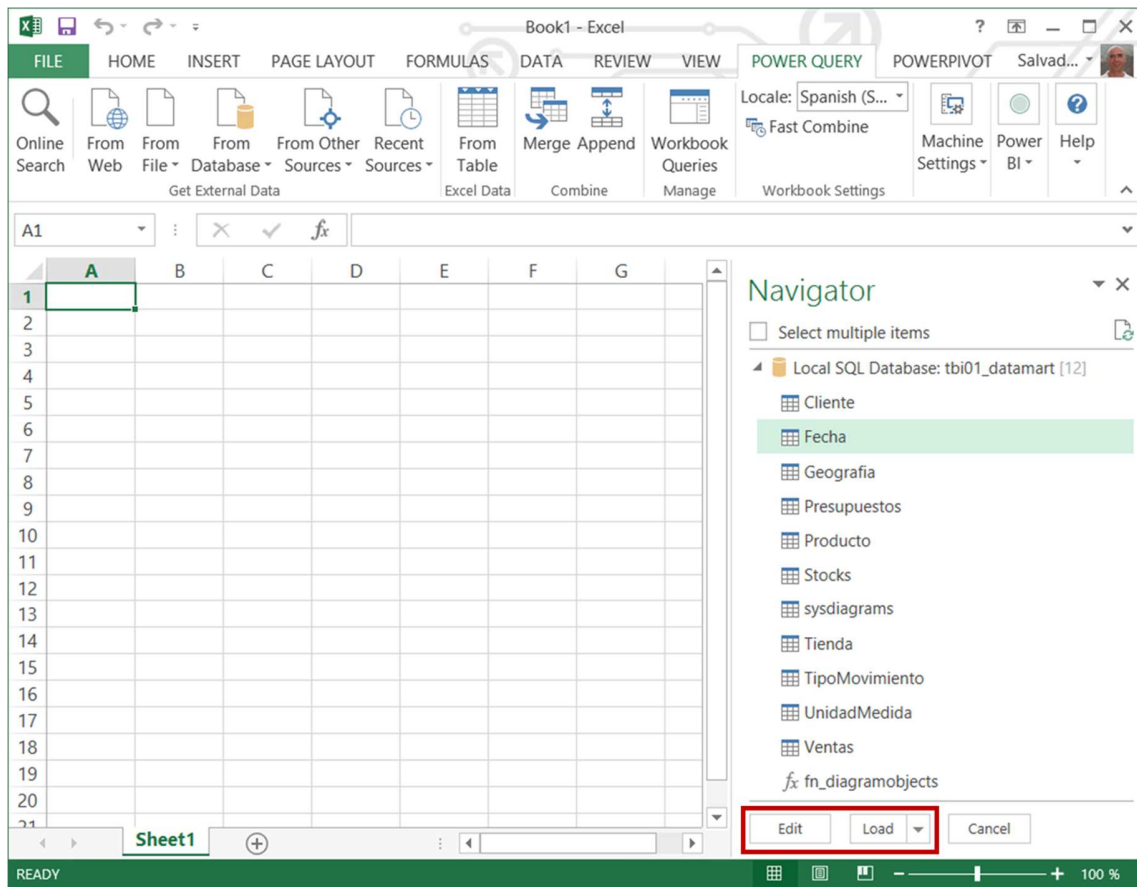 Book1 - Excel
?
FILE HOME INSERT PAGE LAYOUT FORMULAS DATA REVIEW VIEW POWER QUERY POWERPIVOT Salvad...
Locale: Spanish (S...
Fast Combine
Online Search
From Web
From File
From Database
From Other Sources
Recent Sources
From Table
Merge
Append
Workbook Queries
Machine Settings
Power BI
Help
Get External Data
Excel Data
Combine
Manage
Workbook Settings
A1
fx
A B C D E F G
1
2
3
4
5
6
7
8
9
10
11
12
13
14
15
16
17
18
19
20
21
Navigator
Select multiple items
Local SQL Database: tbi01_datamart [12]
Cliente
Fecha
Geografia
Presupuestos
Producto
Stocks
sysdiagrams
Tienda
TipoMovimiento
UnidadMedida
Ventas
fx fn_diagramobjects
Edit Load Cancel
Sheet1
READY
100 %